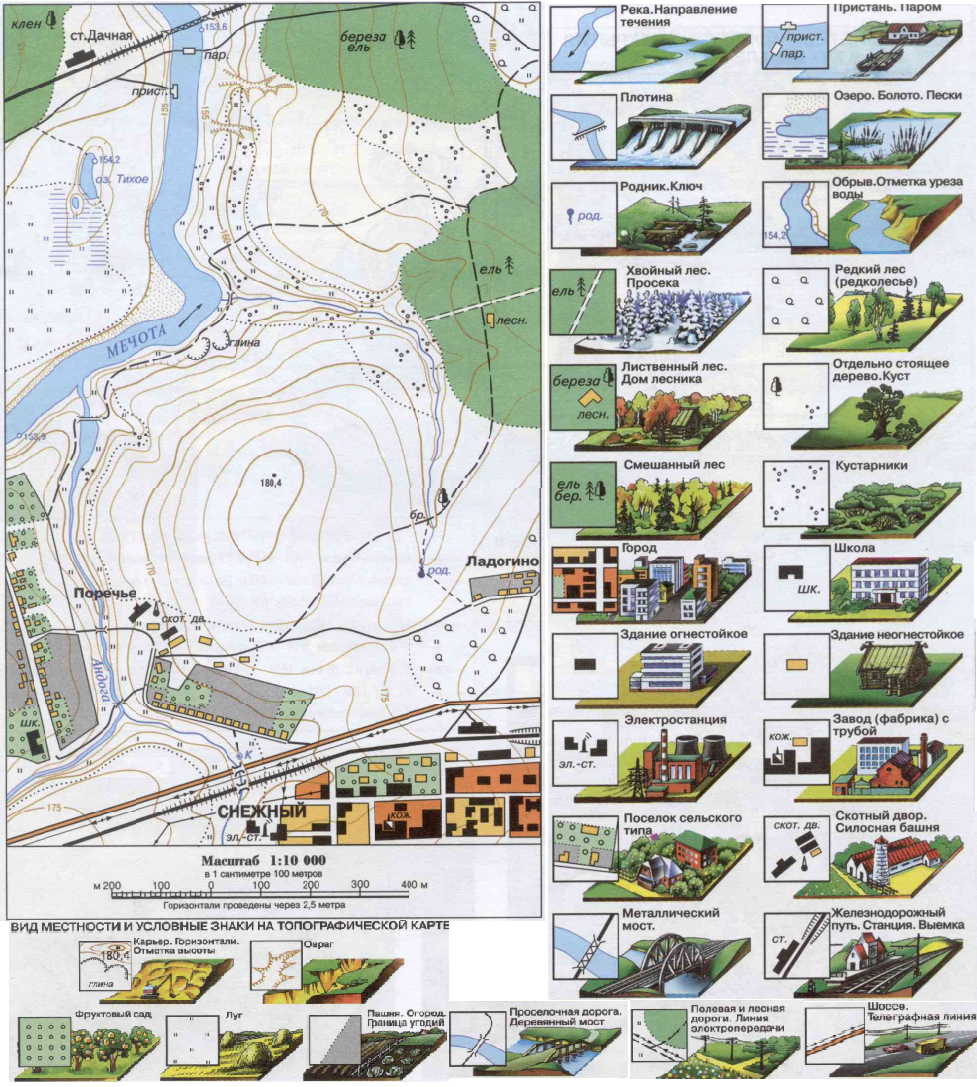 клен
ст.Дачная
153,6
береза
ель
180
145
пар.
прист.
155
155
154,2
оз. Тихое
170
160
ель
лесн.
МЕЧОТА
глина
153,5
180,4
бр.
170
род.
Ладогино
Поречье
скот. дв.
Андога
175
шк.
К
175
СНЕЖНЫЙ
кож.
эл.-ст.
Масштаб 1:10 000
в 1 сантиметре 100 метров
м 200 100 0 100 200 300 400 м
Горизонтали проведены через 2,5 метра
Река.Направление
течения
Пристань. Паром
прист.
пар.
Плотина
Озеро. Болото. Пески
Родник.Ключ
род.
Обрыв.Отметка уреза
воды
154,2
Хвойный лес.
Просека
ель
Редкий лес
(редколесье)
Лиственный лес.
Дом лесника
береза
лесн.
Отдельно стоящее
дерево.Куст
Смешанный лес
ель
бер.
Кустарники
Город
Школа
шк.
Здание огнестойкое
Здание неогнестойкое
Электростанция
эл.-ст.
Завод (фабрика) с
трубой
кож.
Поселок сельского
типа
Скотный двор.
Силосная башня
скот. дв.
Металлический
мост.
Железнодорожный
путь. Станция. Выемка
ст.
ВИД МЕСТНОСТИ И УСЛОВНЫЕ ЗНАКИ НА ТОПОГРАФИЧЕСКОЙ КАРТЕ
Карьер. Горизонтали.
Отметка высоты
180,4
глина
Овраг
Фруктовый сад
Луг
Пашня. Огород.
Граница угодий
Проселочная дорога.
Деревянный мост
Полевая и лесная
дороги. Линия
электропередачи
Шоссе.
Телеграфная линия